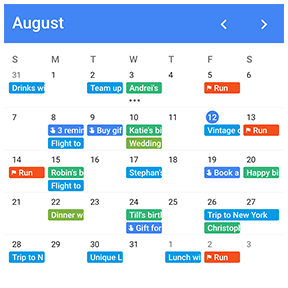 August
S M T W T F S
31 1 2 3 4 5 6
Drinks wi Team up Andrei's Run
7 8 9 10 11 12 13
3 remin Buy gif Katie's bi Vintage c Run
Flight to Wedding
14 15 16 17 18 19 20
Run Robin's b Stephan's Book a Happy bi
Flight to
21 22 23 24 25 26 27
Dinner w Till's birth Trip to New York
Gift for Christop
28 29 30 31 1 2 3
Trip to N Unique L Lunch wi Run